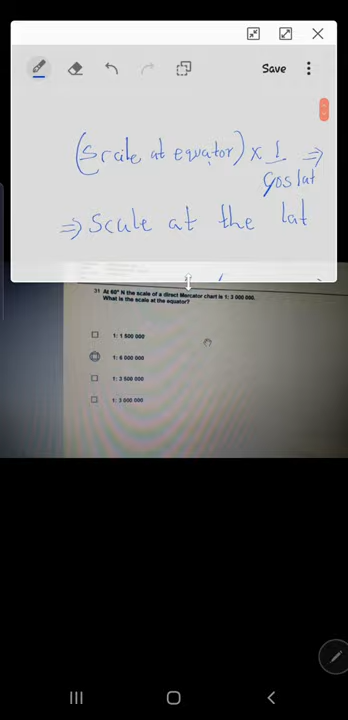 Save
(Scale at equator) × 1/cos lat ⇒
⇒ Scale at the lat
31 At 60° N the scale of a direct Mercator chart is 1: 3 000 000.
What is the scale at the equator?
1: 1 500 000
1: 6 000 000
1: 3 500 000
1: 3 000 000